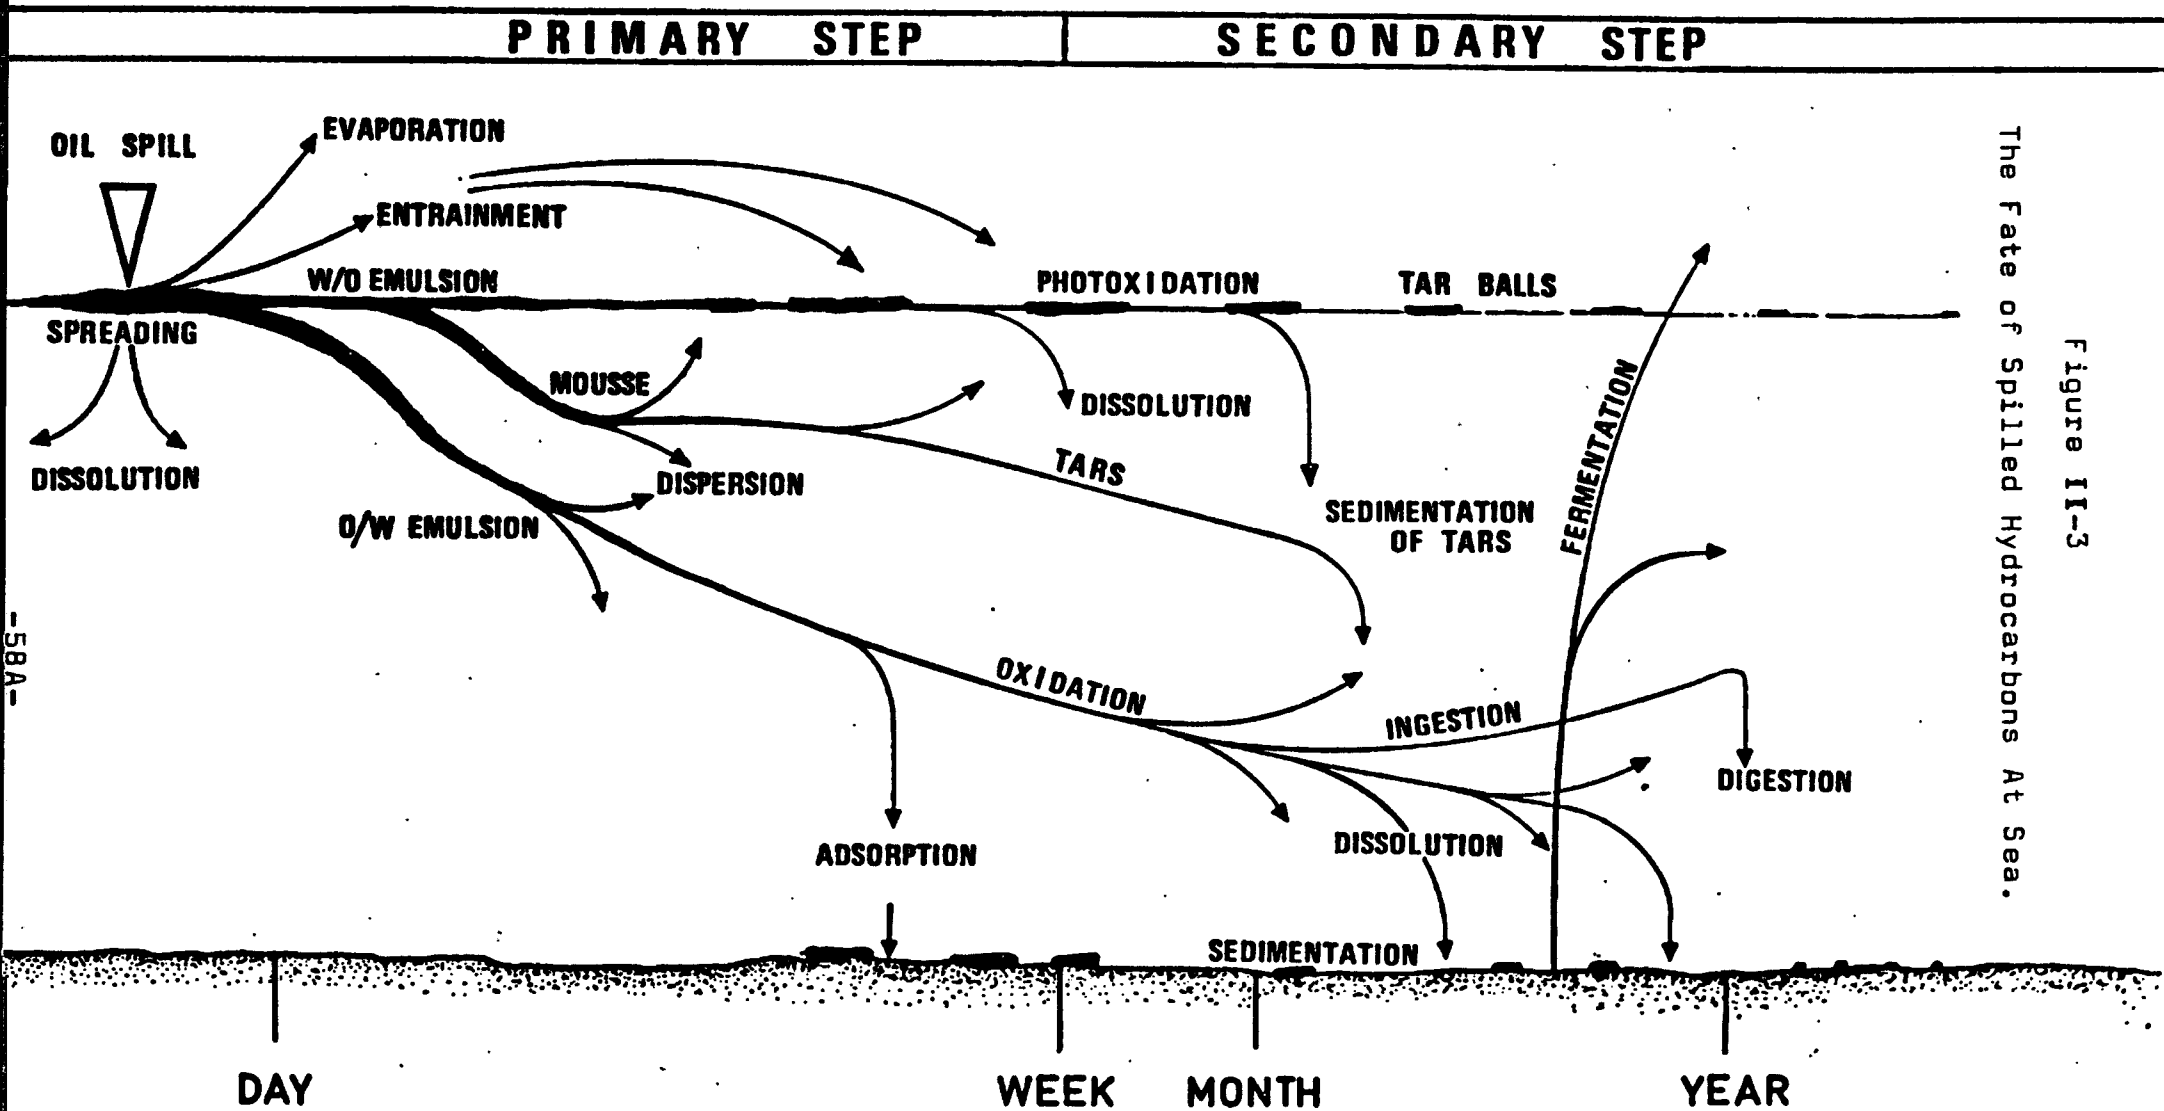 PRIMARY STEP
SECONDARY STEP
OIL SPILL
EVAPORATION
ENTRAINMENT
W/O EMULSION
PHOTOXIDATION
TAR BALLS
SPREADING
MOUSSE
DISSOLUTION
DISSOLUTION
DISPERSION
TARS
O/W EMULSION
SEDIMENTATION
OF TARS
FERMENTATION
OXIDATION
INGESTION
DIGESTION
ADSORPTION
DISSOLUTION
SEDIMENTATION
DAY
WEEK
MONTH
YEAR
Figure II-3
The Fate of Spilled Hydrocarbons At Sea.
-58A-